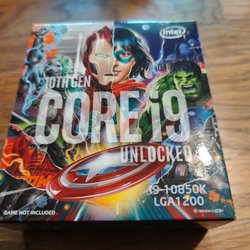 intel
10TH GEN
CORE i9
UNLOCKED
i9-10850K
LGA1200
GAME NOT INCLUDED